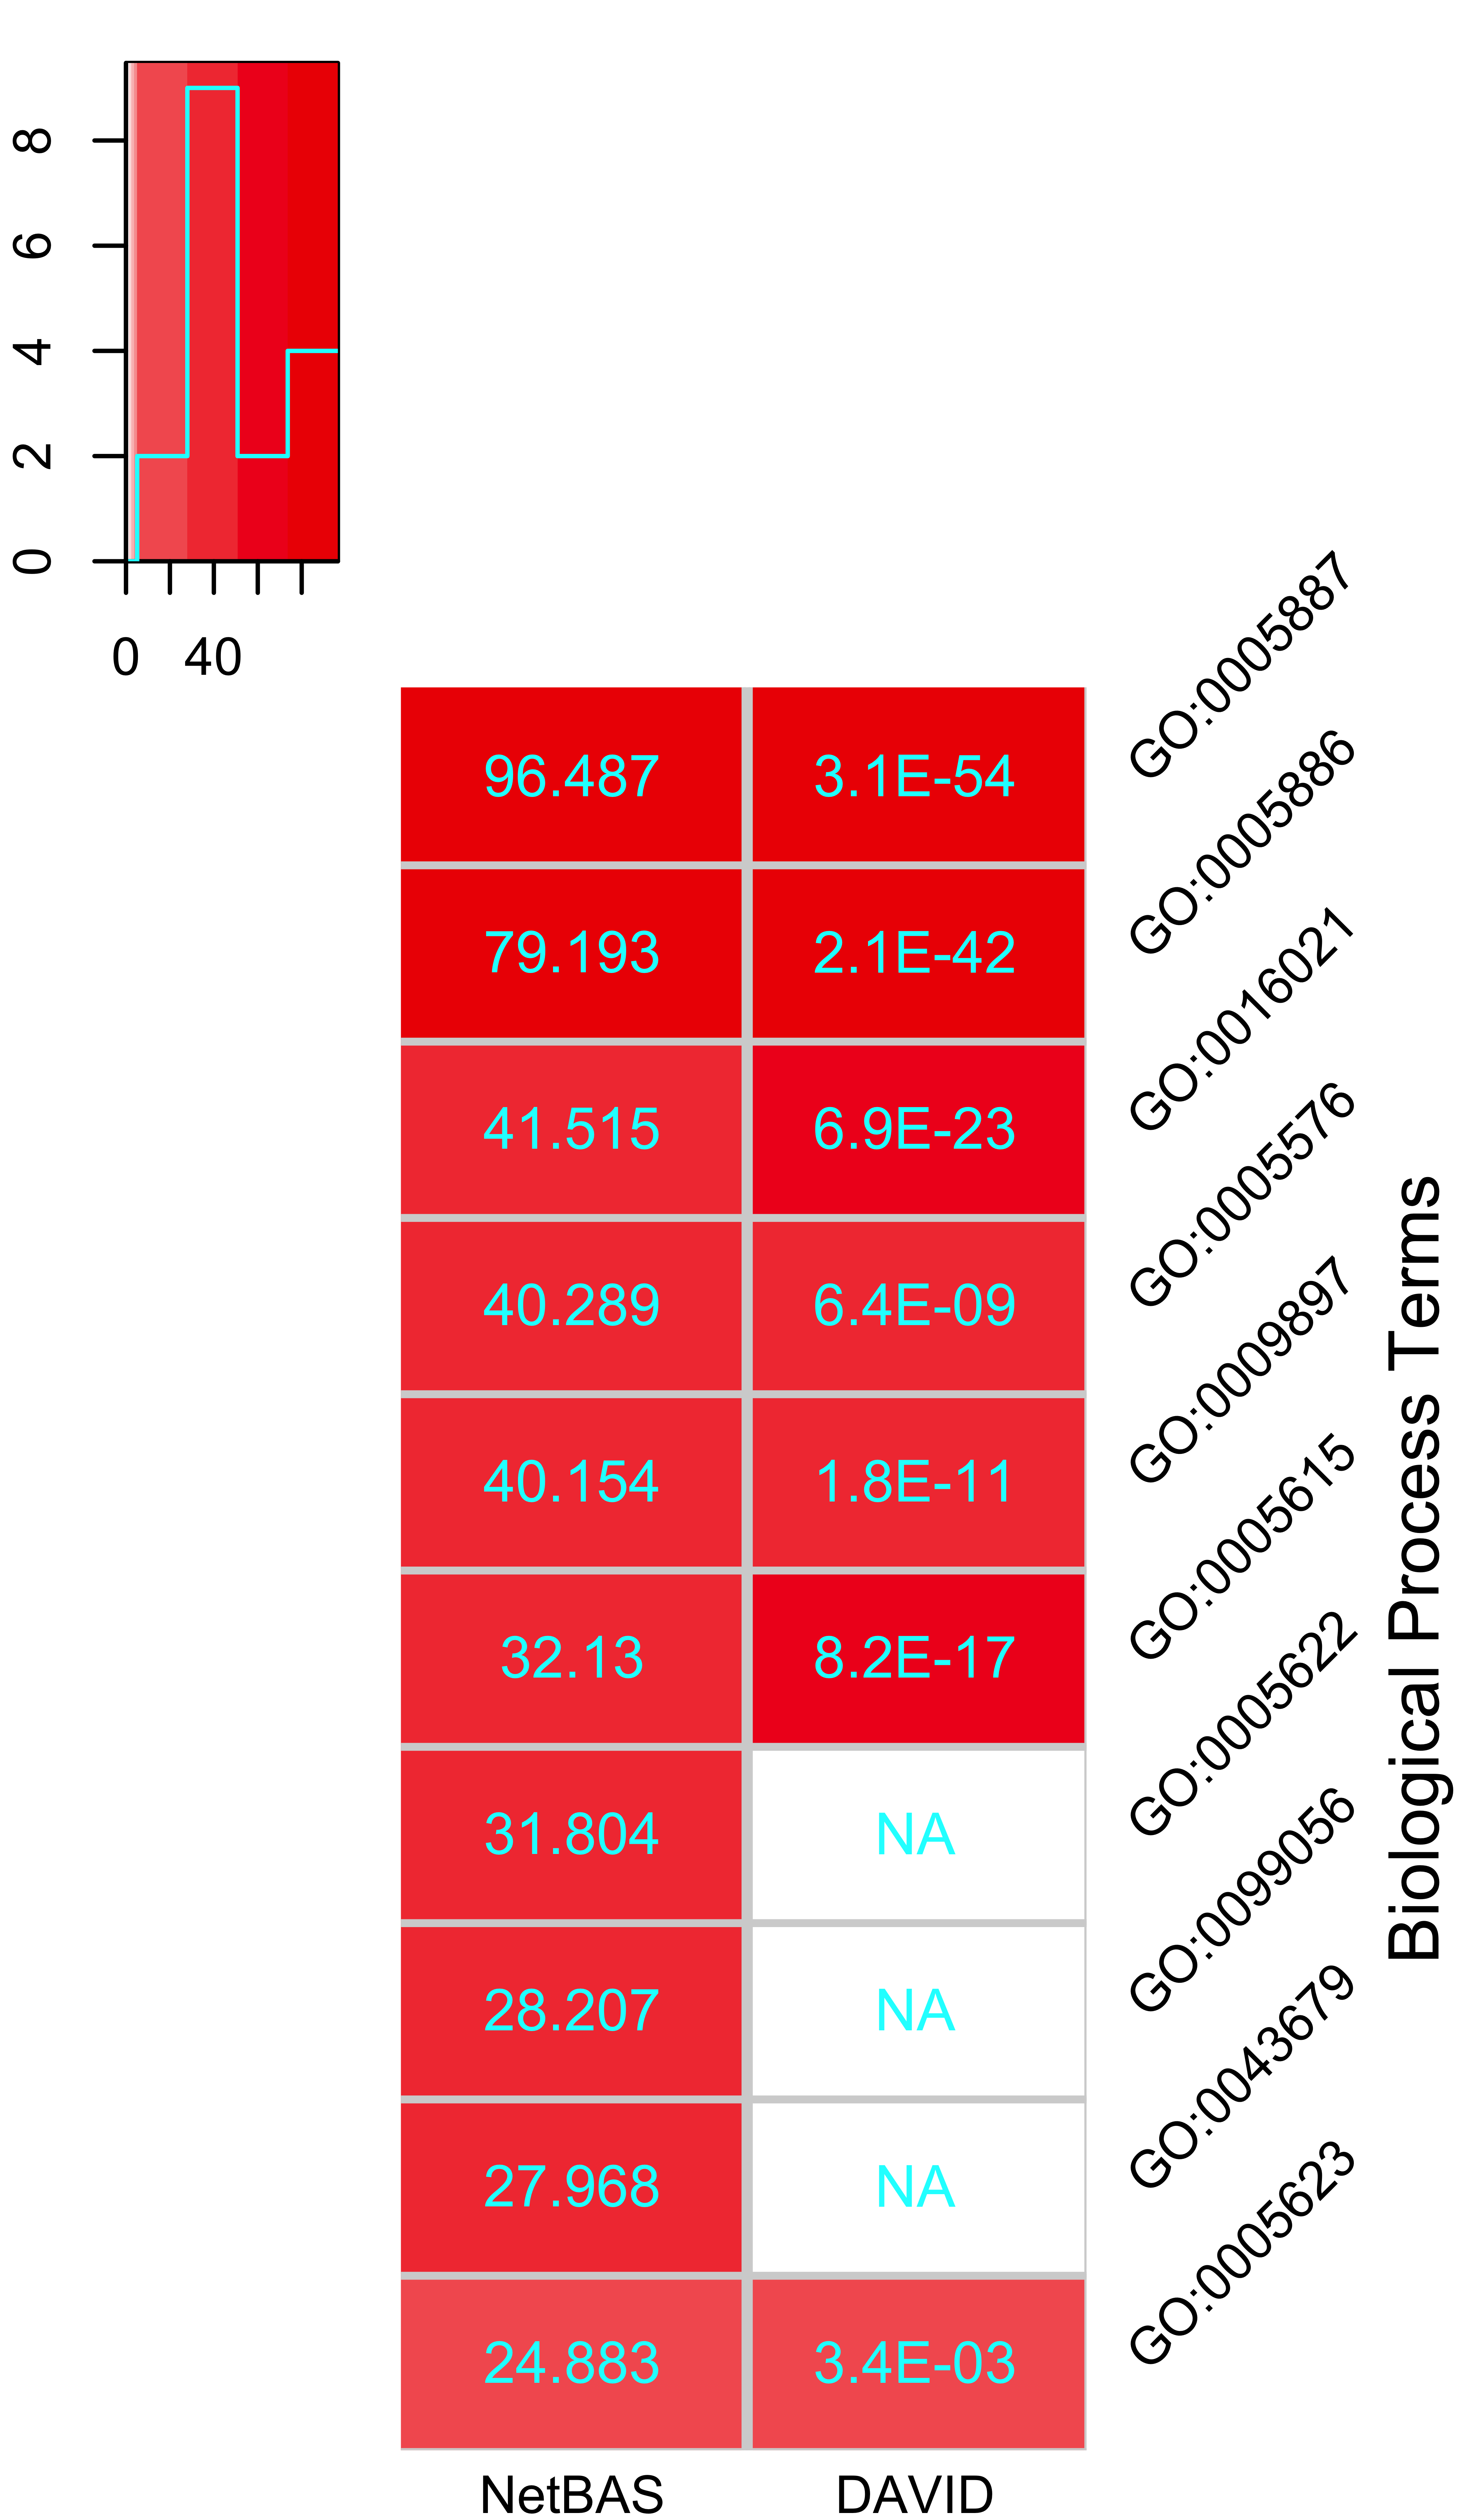 8
6
4
2
0
0 40
96.487 3.1E-54 GO:0005887
79.193 2.1E-42 GO:0005886
41.515 6.9E-23 GO:0016021
40.289 6.4E-09 GO:0005576
40.154 1.8E-11 GO:0009897
32.13 8.2E-17 GO:0005615
31.804 NA GO:0005622
28.207 NA GO:0099056
27.968 NA GO:0043679
24.883 3.4E-03 GO:0005623
NetBAS DAVID
Biological Process Terms